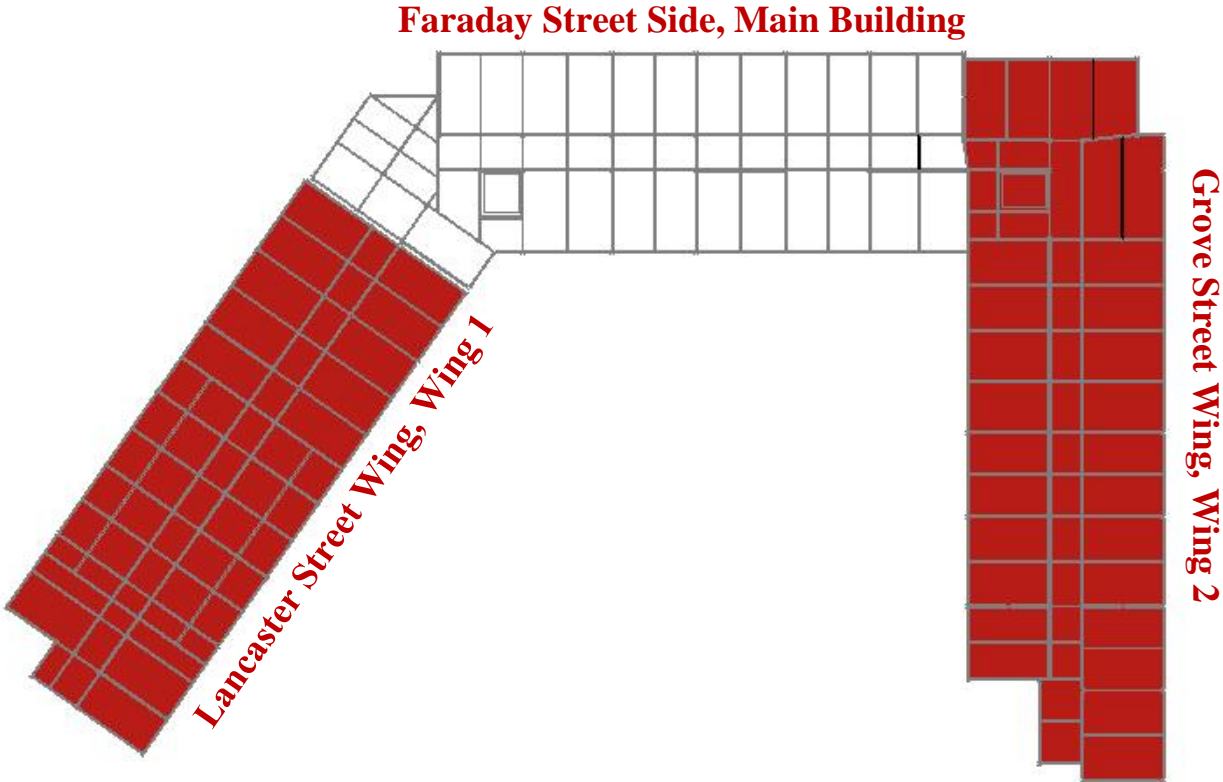 Faraday Street Side, Main Building
Lancaster Street Wing, Wing 1
Grove Street Wing, Wing 2